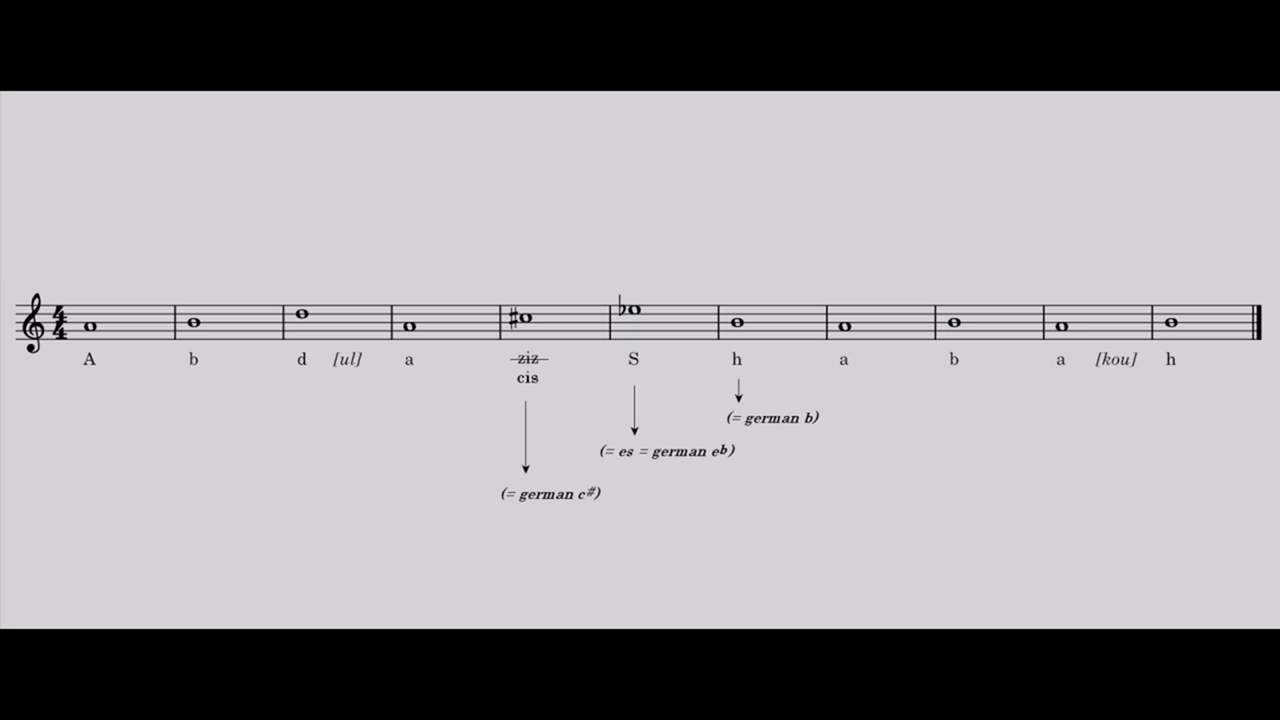 A b d [ul] a ziz S h a b a [kou] h
cis
(= german b)
(= es = german e♭)
(= german c#)